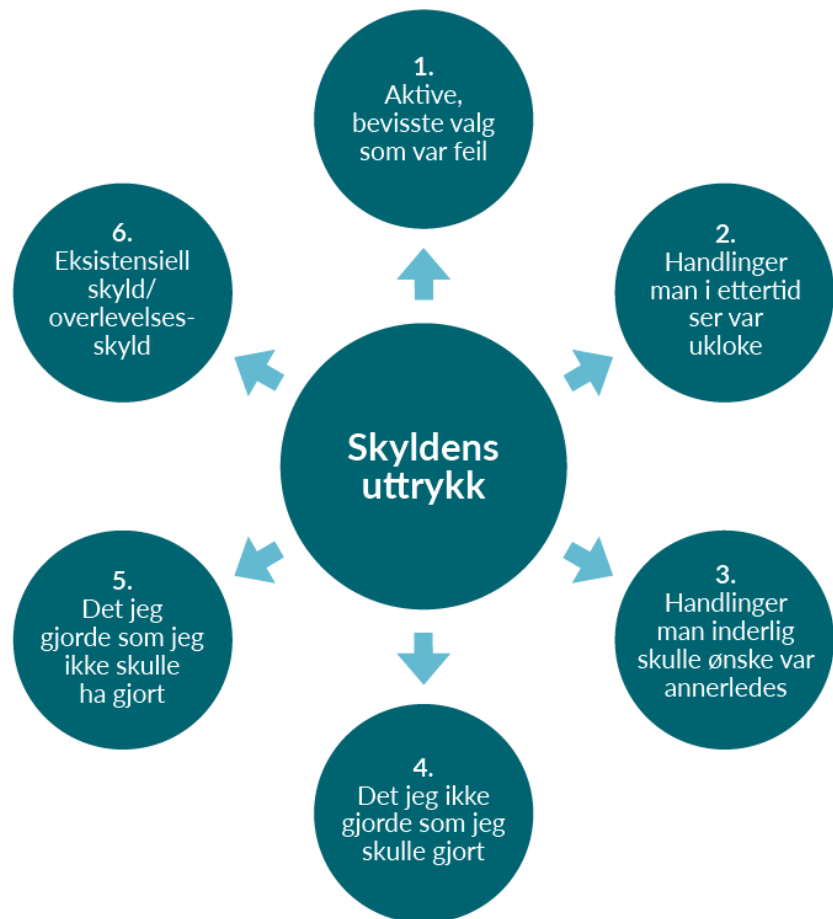 1.
Aktive,
bevisste valg
som var feil
2.
Handlinger
man i ettertid
ser var
ukloke
3.
Handlinger
man inderlig
skulle ønske var
annerledes
4.
Det jeg ikke
gjorde som jeg
skulle gjort
5.
Det jeg
gjorde som jeg
ikke skulle
ha gjort
6.
Eksistensiell
skyld/
overlevelses-
skyld
Skyldens
uttrykk